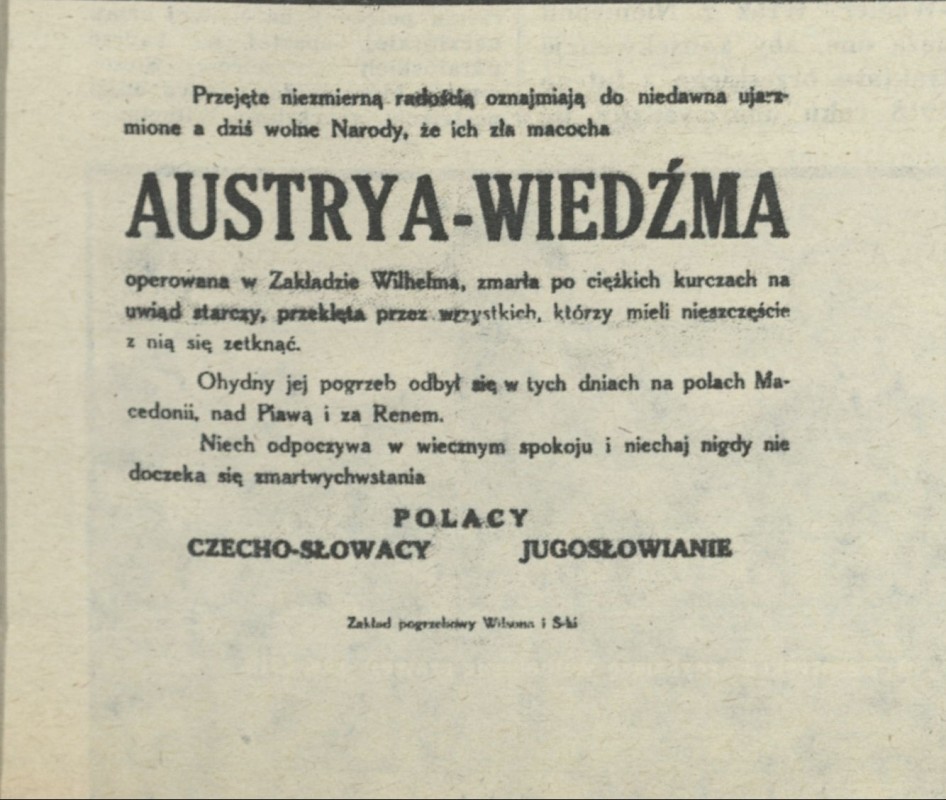 Przejęte niezmierną radością oznajmiają do niedawna ujarz-
mione a dziś wolne Narody, że ich zła macocha
AUSTRYA-WIEDŹMA
operowana w Zakładzie Wilhelma, zmarła po ciężkich kurczach na
uwiąd starczy, przeklęta przez wszystkich, którzy mieli nieszczęście
z nią się zetknąć.
Ohydny jej pogrzeb odbył się w tych dniach na polach Ma-
cedonii, nad Piawą i za Renem.
Niech odpoczywa w wiecznym spokoju i niechaj nigdy nie
doczeka się zmartwychwstania
POLACY
CZECHO-SŁOWACY JUGOSŁOWIANIE
Zakład pogrzebowy Wilsona i S-ki